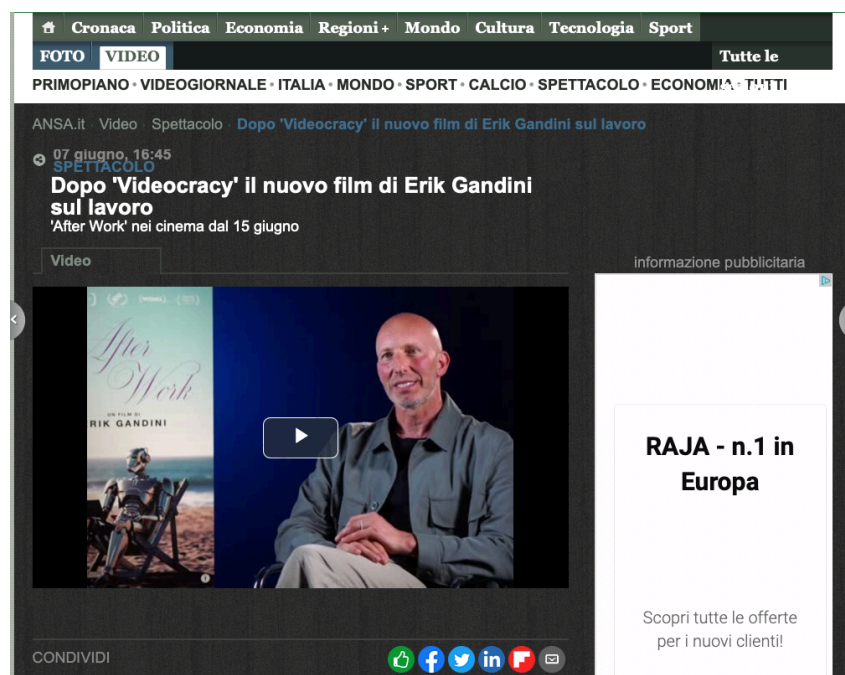 Cronaca Politica Economia Regioni + Mondo Cultura Tecnologia Sport
FOTO VIDEO Tutte le
PRIMOPIANO • VIDEOGIORNALE • ITALIA • MONDO • SPORT • CALCIO • SPETTACOLO • ECONOMIA • TUTTI
ANSA.it Video Spettacolo Dopo 'Videocracy' il nuovo film di Erik Gandini sul lavoro
07 giugno, 16:45
SPETTACOLO
Dopo 'Videocracy' il nuovo film di Erik Gandini
sul lavoro
'After Work' nei cinema dal 15 giugno
Video
informazione pubblicitaria
After
Work
UN FILM DI
RIK GANDINI
RAJA - n.1 in
Europa
Scopri tutte le offerte
per i nuovi clienti!
CONDIVIDI